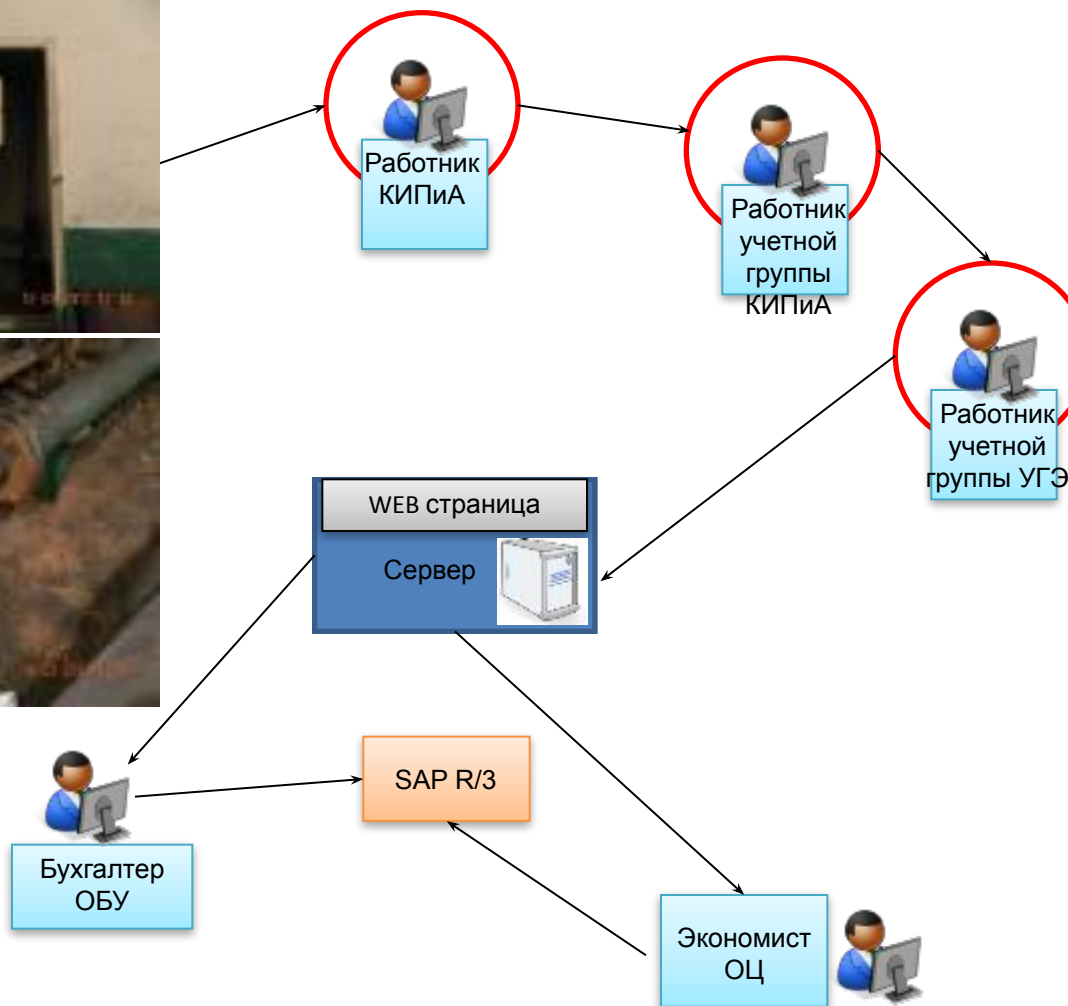 Работник
КИПиА
Работник
учетной
группы
КИПиА
Работник
учетной
группы УГЭ
WEB страница
Сервер
SAP R/3
Бухгалтер
ОБУ
Экономист
ОЦ